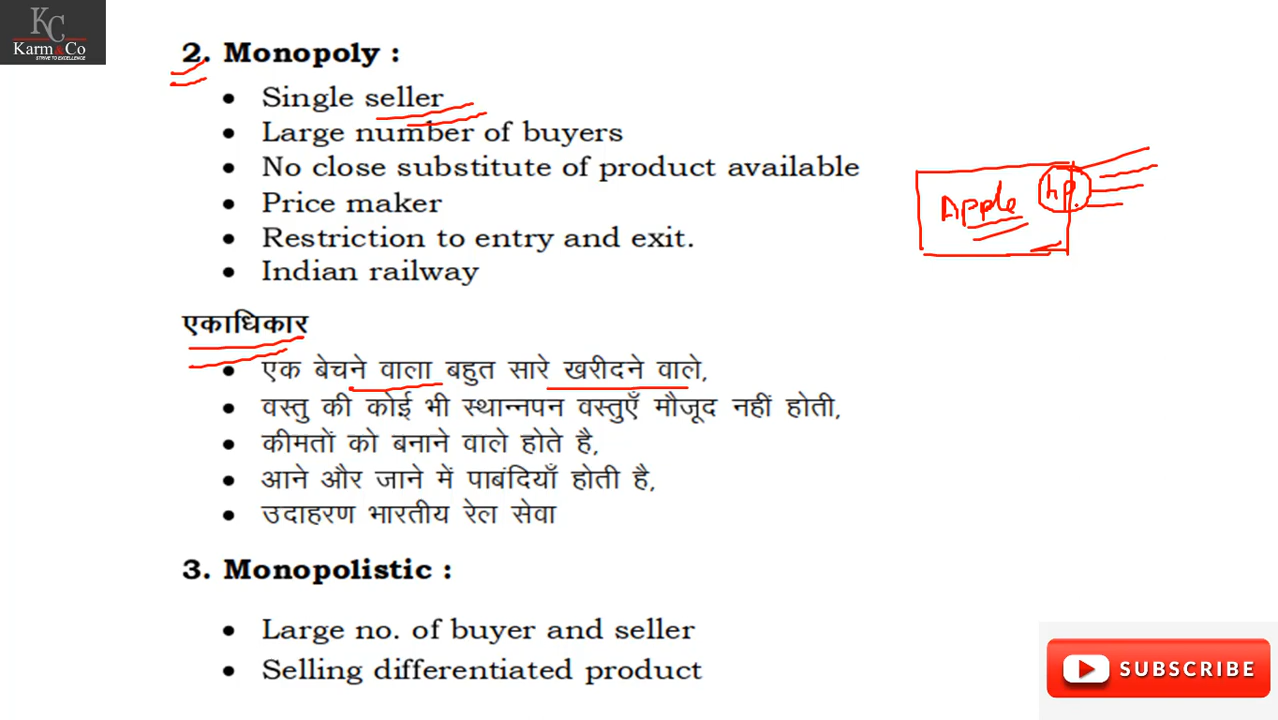 KC
Karm&Co
STRIVE TO EXCELLENCE
2. Monopoly :
• Single seller
• Large number of buyers
• No close substitute of product available
• Price maker
• Restriction to entry and exit.
• Indian railway
Apple hp
एकाधिकार
• एक बेचने वाला बहुत सारे खरीदने वाले,
• वस्तु की कोई भी स्थान्नपन वस्तुएँ मौजूद नहीं होती,
• कीमतों को बनाने वाले होते है,
• आने और जाने में पाबंदियाँ होती है,
• उदाहरण भारतीय रेल सेवा
3. Monopolistic :
• Large no. of buyer and seller
• Selling differentiated product
SUBSCRIBE